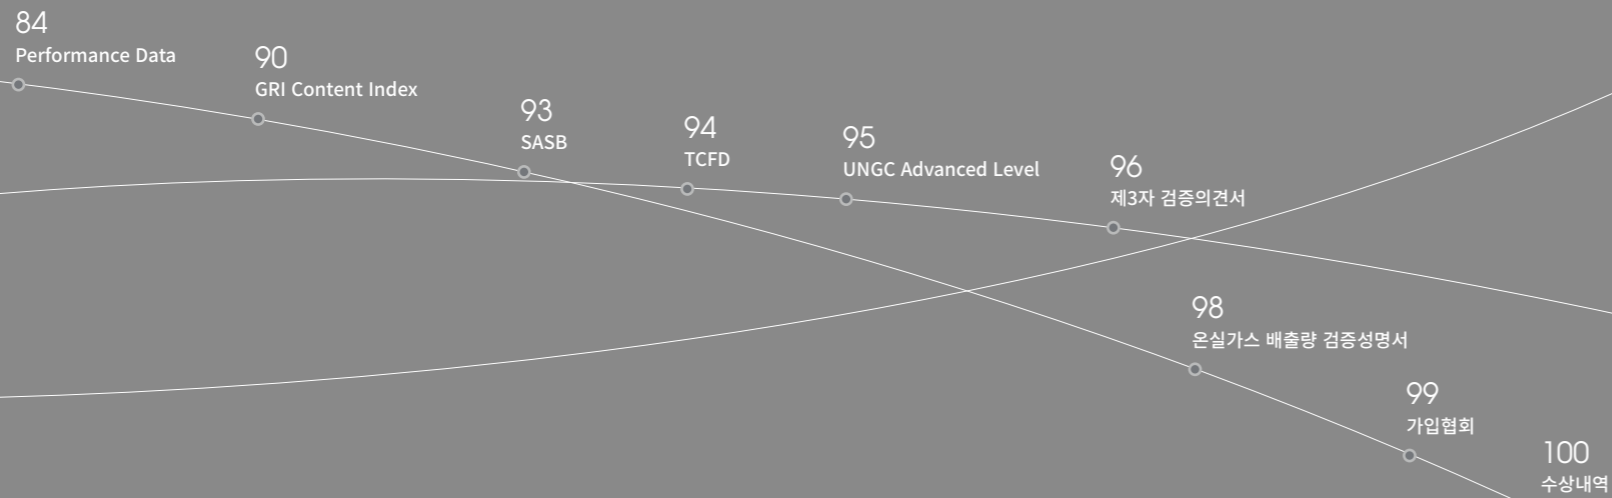 84
Performance Data
90
GRI Content Index
93
SASB
94
TCFD
95
UNGC Advanced Level
96
제3자 검증의견서
98
온실가스 배출량 검증성명서
99
가입협회
100
수상내역